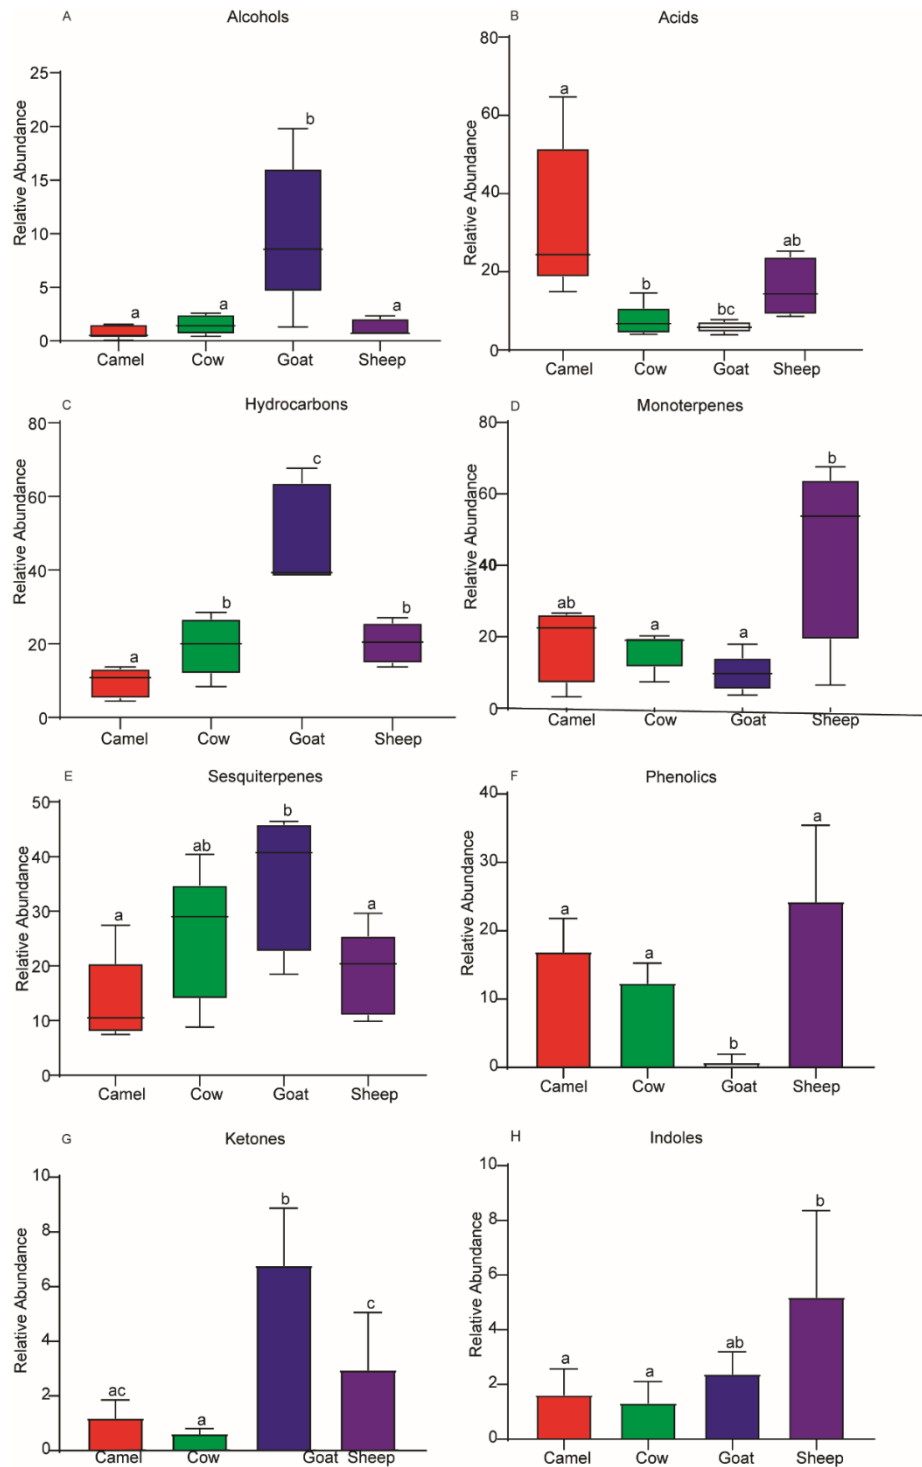 A Alcohols
Relative Abundance
25
20
15
10
5
0
a
a
b
a
Camel Cow Goat Sheep
B Acids
Relative Abundance
80
60
40
20
0
a
b
bc
ab
Camel Cow Goat Sheep
C Hydrocarbons
Relative Abundance
80
60
40
20
0
a
b
c
b
Camel Cow Goat Sheep
D Monoterpenes
Relative Abundance
80
60
40
20
0
ab
a
a
b
Camel Cow Goat Sheep
E Sesquiterpenes
Relative Abundance
50
40
30
20
10
0
a
ab
b
a
Camel Cow Goat Sheep
F Phenolics
Relative Abundance
40
30
20
10
0
a
a
b
a
Camel Cow Goat Sheep
G Ketones
Relative Abundance
10
8
6
4
2
0
ac
a
b
c
Camel Cow Goat Sheep
H Indoles
Relative Abundance
10
8
6
4
2
0
a
a
ab
b
Camel Cow Goat Sheep